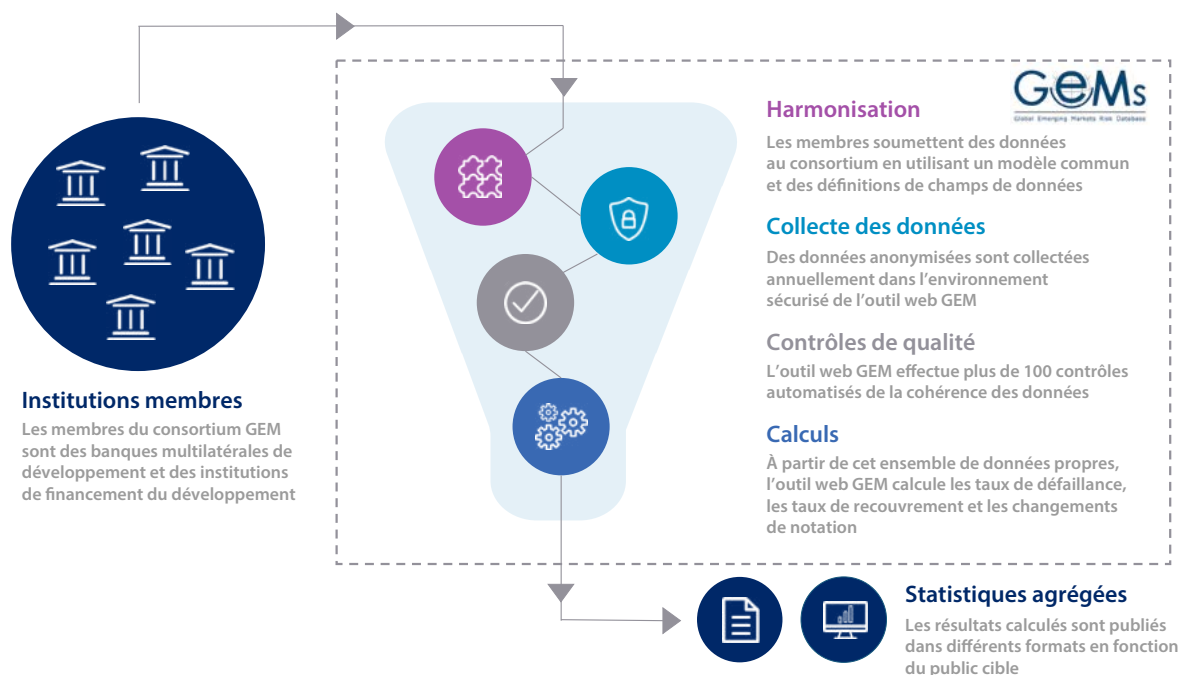 GEMs
Global Emerging Markets Risk Database
Harmonisation
Les membres soumettent des données
au consortium en utilisant un modèle commun
et des définitions de champs de données
Collecte des données
Des données anonymisées sont collectées
annuellement dans l’environnement
sécurisé de l’outil web GEM
Contrôles de qualité
L’outil web GEM effectue plus de 100 contrôles
automatisés de la cohérence des données
Calculs
À partir de cet ensemble de données propres,
l’outil web GEM calcule les taux de défaillance,
les taux de recouvrement et les changements
de notation
Institutions membres
Les membres du consortium GEM
sont des banques multilatérales de
développement et des institutions
de financement du développement
Statistiques agrégées
Les résultats calculés sont publiés
dans différents formats en fonction
du public cible